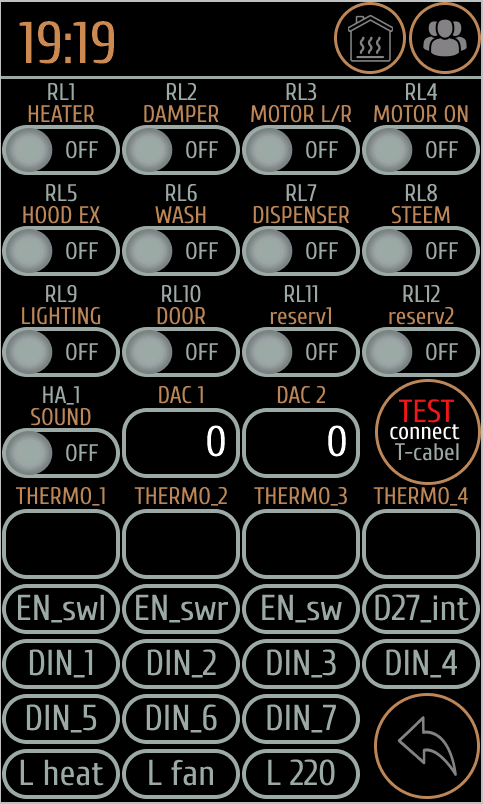 19:19
RL1 RL2 RL3 RL4
HEATER DAMPER MOTOR L/R MOTOR ON
OFF OFF OFF OFF
RL5 RL6 RL7 RL8
HOOD EX WASH DISPENSER STEEM
OFF OFF OFF OFF
RL9 RL10 RL11 RL12
LIGHTING DOOR reserv1 reserv2
OFF OFF OFF OFF
HA_1 DAC 1 DAC 2
SOUND
OFF 0 0
TEST
connect
T-cabel
THERMO_1 THERMO_2 THERMO_3 THERMO_4
EN_swl EN_swr EN_sw D27_int
DIN_1 DIN_2 DIN_3 DIN_4
DIN_5 DIN_6 DIN_7
L heat L fan L 220